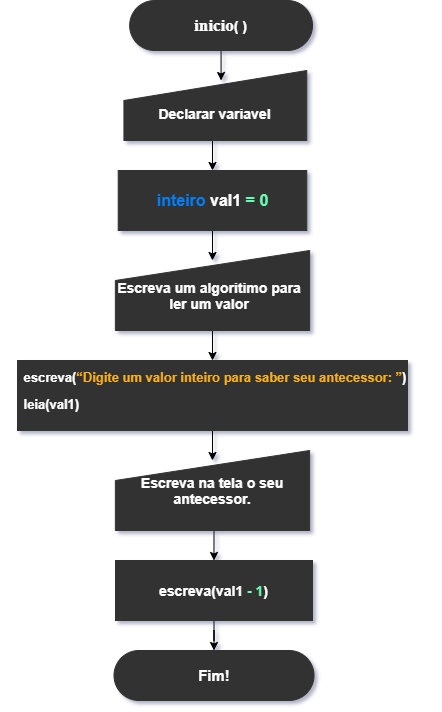 inicio( )
Declarar variavel
inteiro val1 = 0
Escreva um algoritimo para
ler um valor
escreva(“Digite um valor inteiro para saber seu antecessor: ”)
leia(val1)
Escreva na tela o seu
antecessor.
escreva(val1 - 1)
Fim!